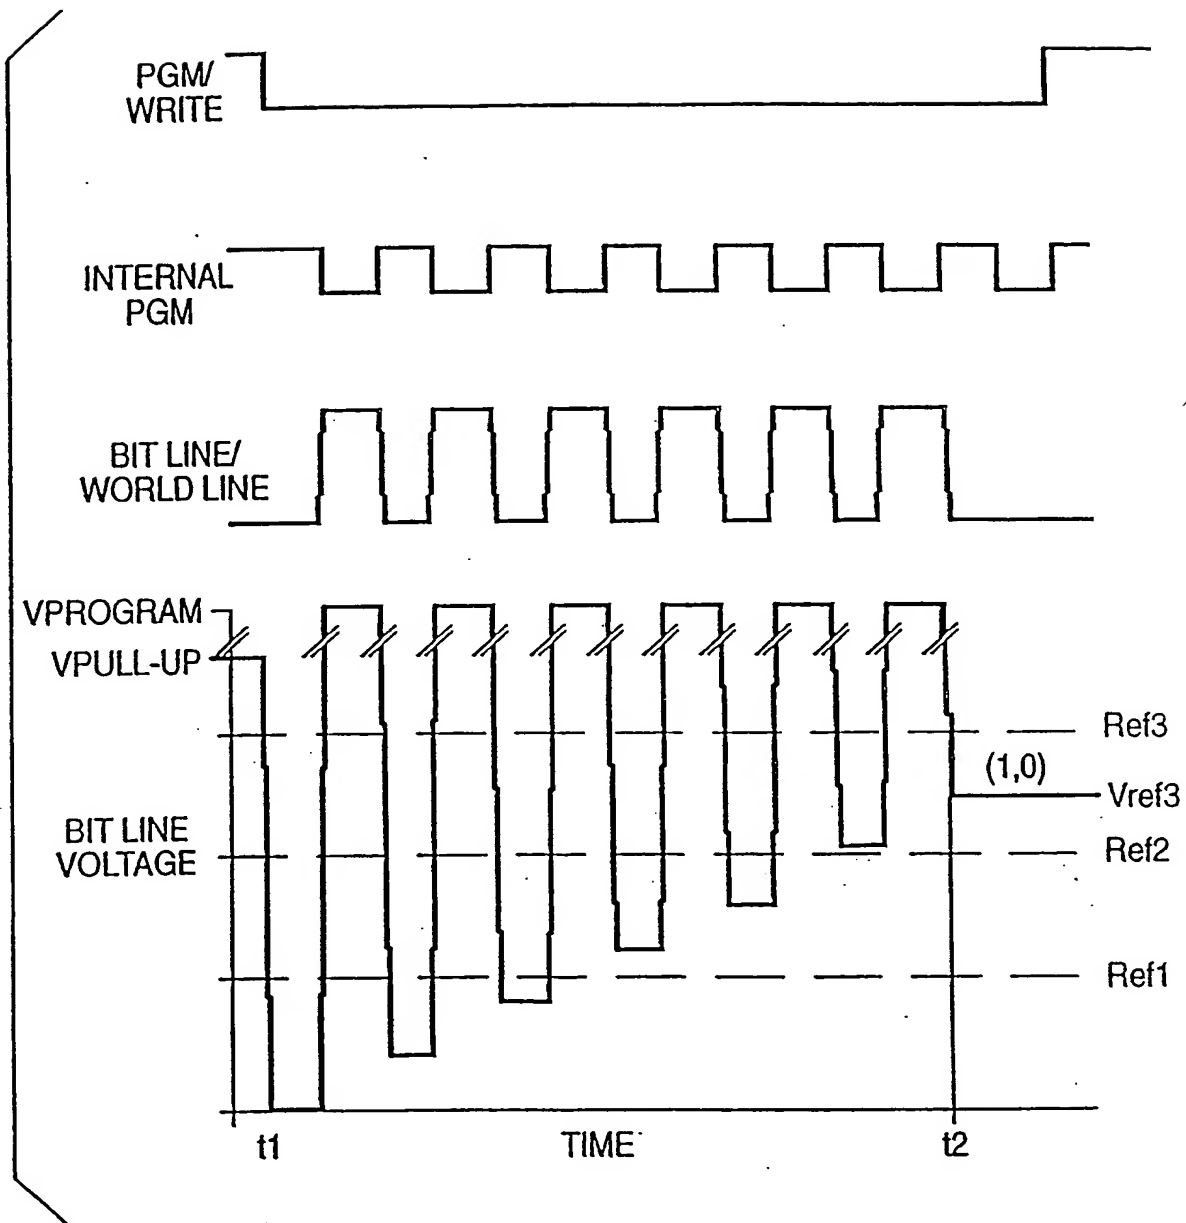 PGM/
WRITE
INTERNAL
PGM
BIT LINE/
WORLD LINE
VPROGRAM
VPULL-UP
Ref3
(1,0)
Vref3
BIT LINE
VOLTAGE
Ref2
Ref1
t1
TIME
t2